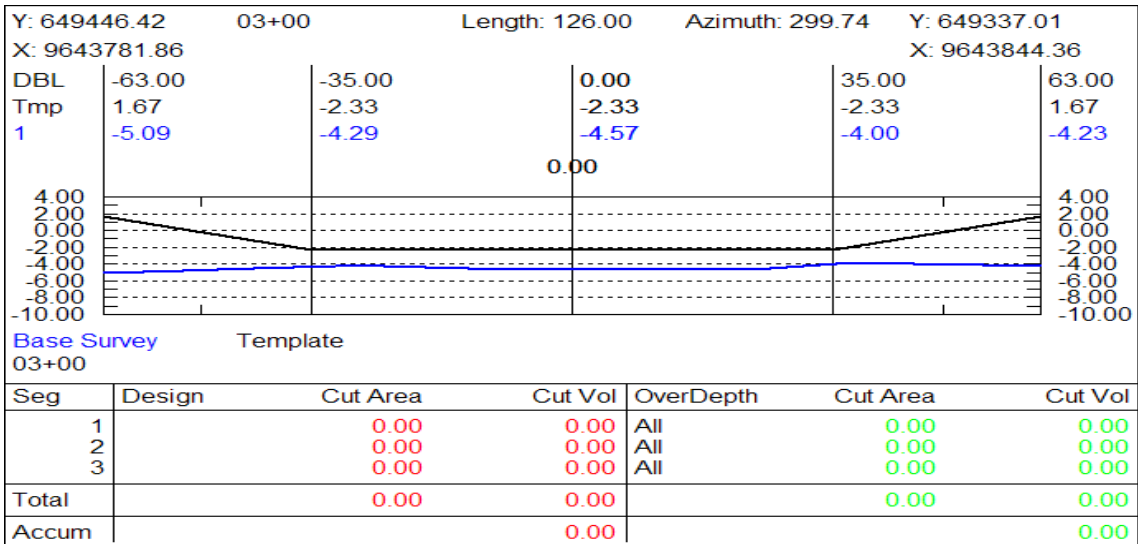 Y: 649446.42 03+00 Length: 126.00 Azimuth: 299.74 Y: 649337.01
X: 9643781.86 X: 9643844.36
DBL -63.00 -35.00 0.00 35.00 63.00
Tmp 1.67 -2.33 -2.33 -2.33 1.67
1 -5.09 -4.29 -4.57 -4.00 -4.23
0.00
4.00 4.00
2.00 2.00
0.00 0.00
-2.00 -2.00
-4.00 -4.00
-6.00 -6.00
-8.00 -8.00
-10.00 -10.00
Base Survey Template
03+00
Seg Design Cut Area Cut Vol OverDepth Cut Area Cut Vol
1 0.00 0.00 All 0.00 0.00
2 0.00 0.00 All 0.00 0.00
3 0.00 0.00 All 0.00 0.00
Total 0.00 0.00 0.00 0.00
Accum 0.00 0.00